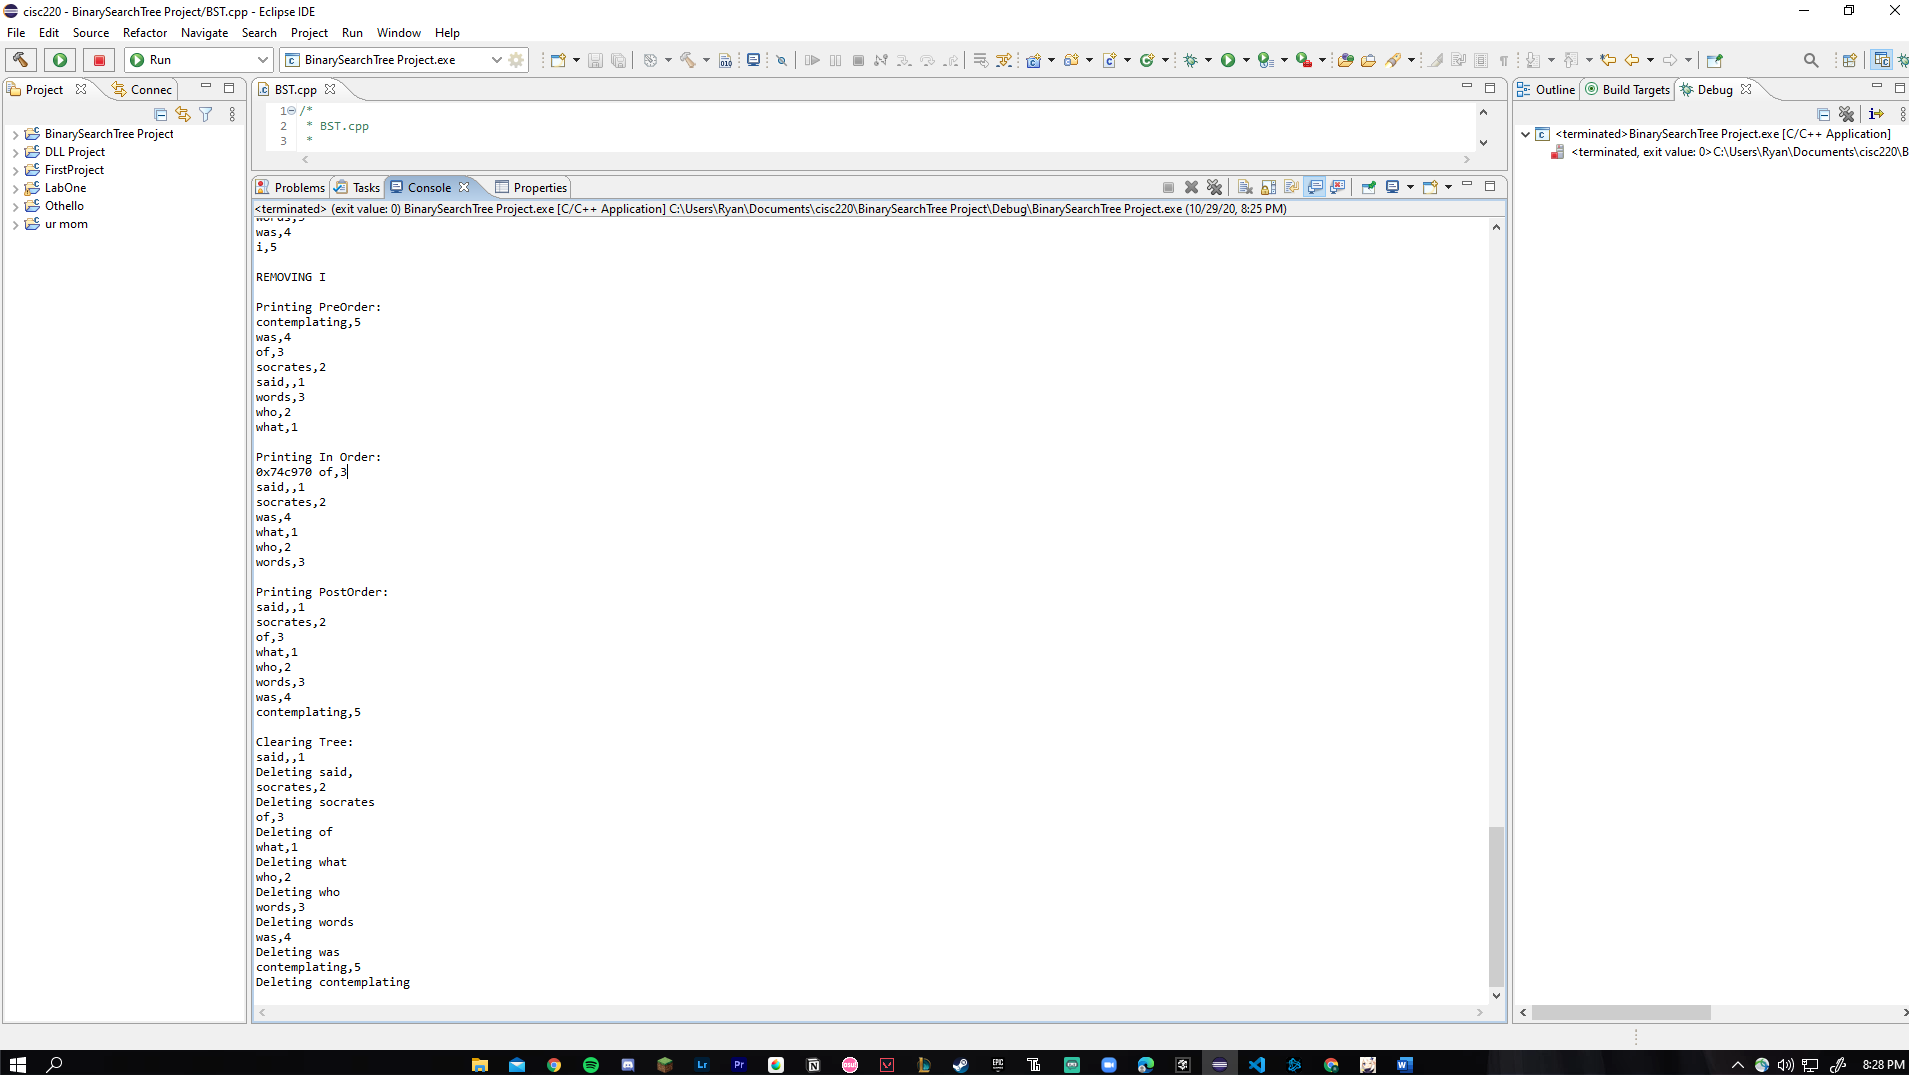 cisc220 - BinarySearchTree Project/BST.cpp - Eclipse IDE
File Edit Source Refactor Navigate Search Project Run Window Help
Run BinarySearchTree Project.exe
Project Connec
BinarySearchTree Project
DLL Project
FirstProject
LabOne
Othello
ur mom
BST.cpp
1 /*
2 * BST.cpp
3 *
Problems Tasks Console Properties
<terminated> (exit value: 0) BinarySearchTree Project.exe [C/C++ Application] C:\Users\Ryan\Documents\cisc220\BinarySearchTree Project\Debug\BinarySearchTree Project.exe (10/29/20, 8:25 PM)
words,3
was,4
i,5
REMOVING I
Printing PreOrder:
contemplating,5
was,4
of,3
socrates,2
said,,1
words,3
who,2
what,1
Printing In Order:
0x74c970 of,3
said,,1
socrates,2
was,4
what,1
who,2
words,3
Printing PostOrder:
said,,1
socrates,2
of,3
what,1
who,2
words,3
was,4
contemplating,5
Clearing Tree:
said,,1
Deleting said,
socrates,2
Deleting socrates
of,3
Deleting of
what,1
Deleting what
who,2
Deleting who
words,3
Deleting words
was,4
Deleting was
contemplating,5
Deleting contemplating
Outline Build Targets Debug
<terminated>BinarySearchTree Project.exe [C/C++ Application]
<terminated, exit value: 0>C:\Users\Ryan\Documents\cisc220\B
Lr Pr osu! EPIC
8:28 PM